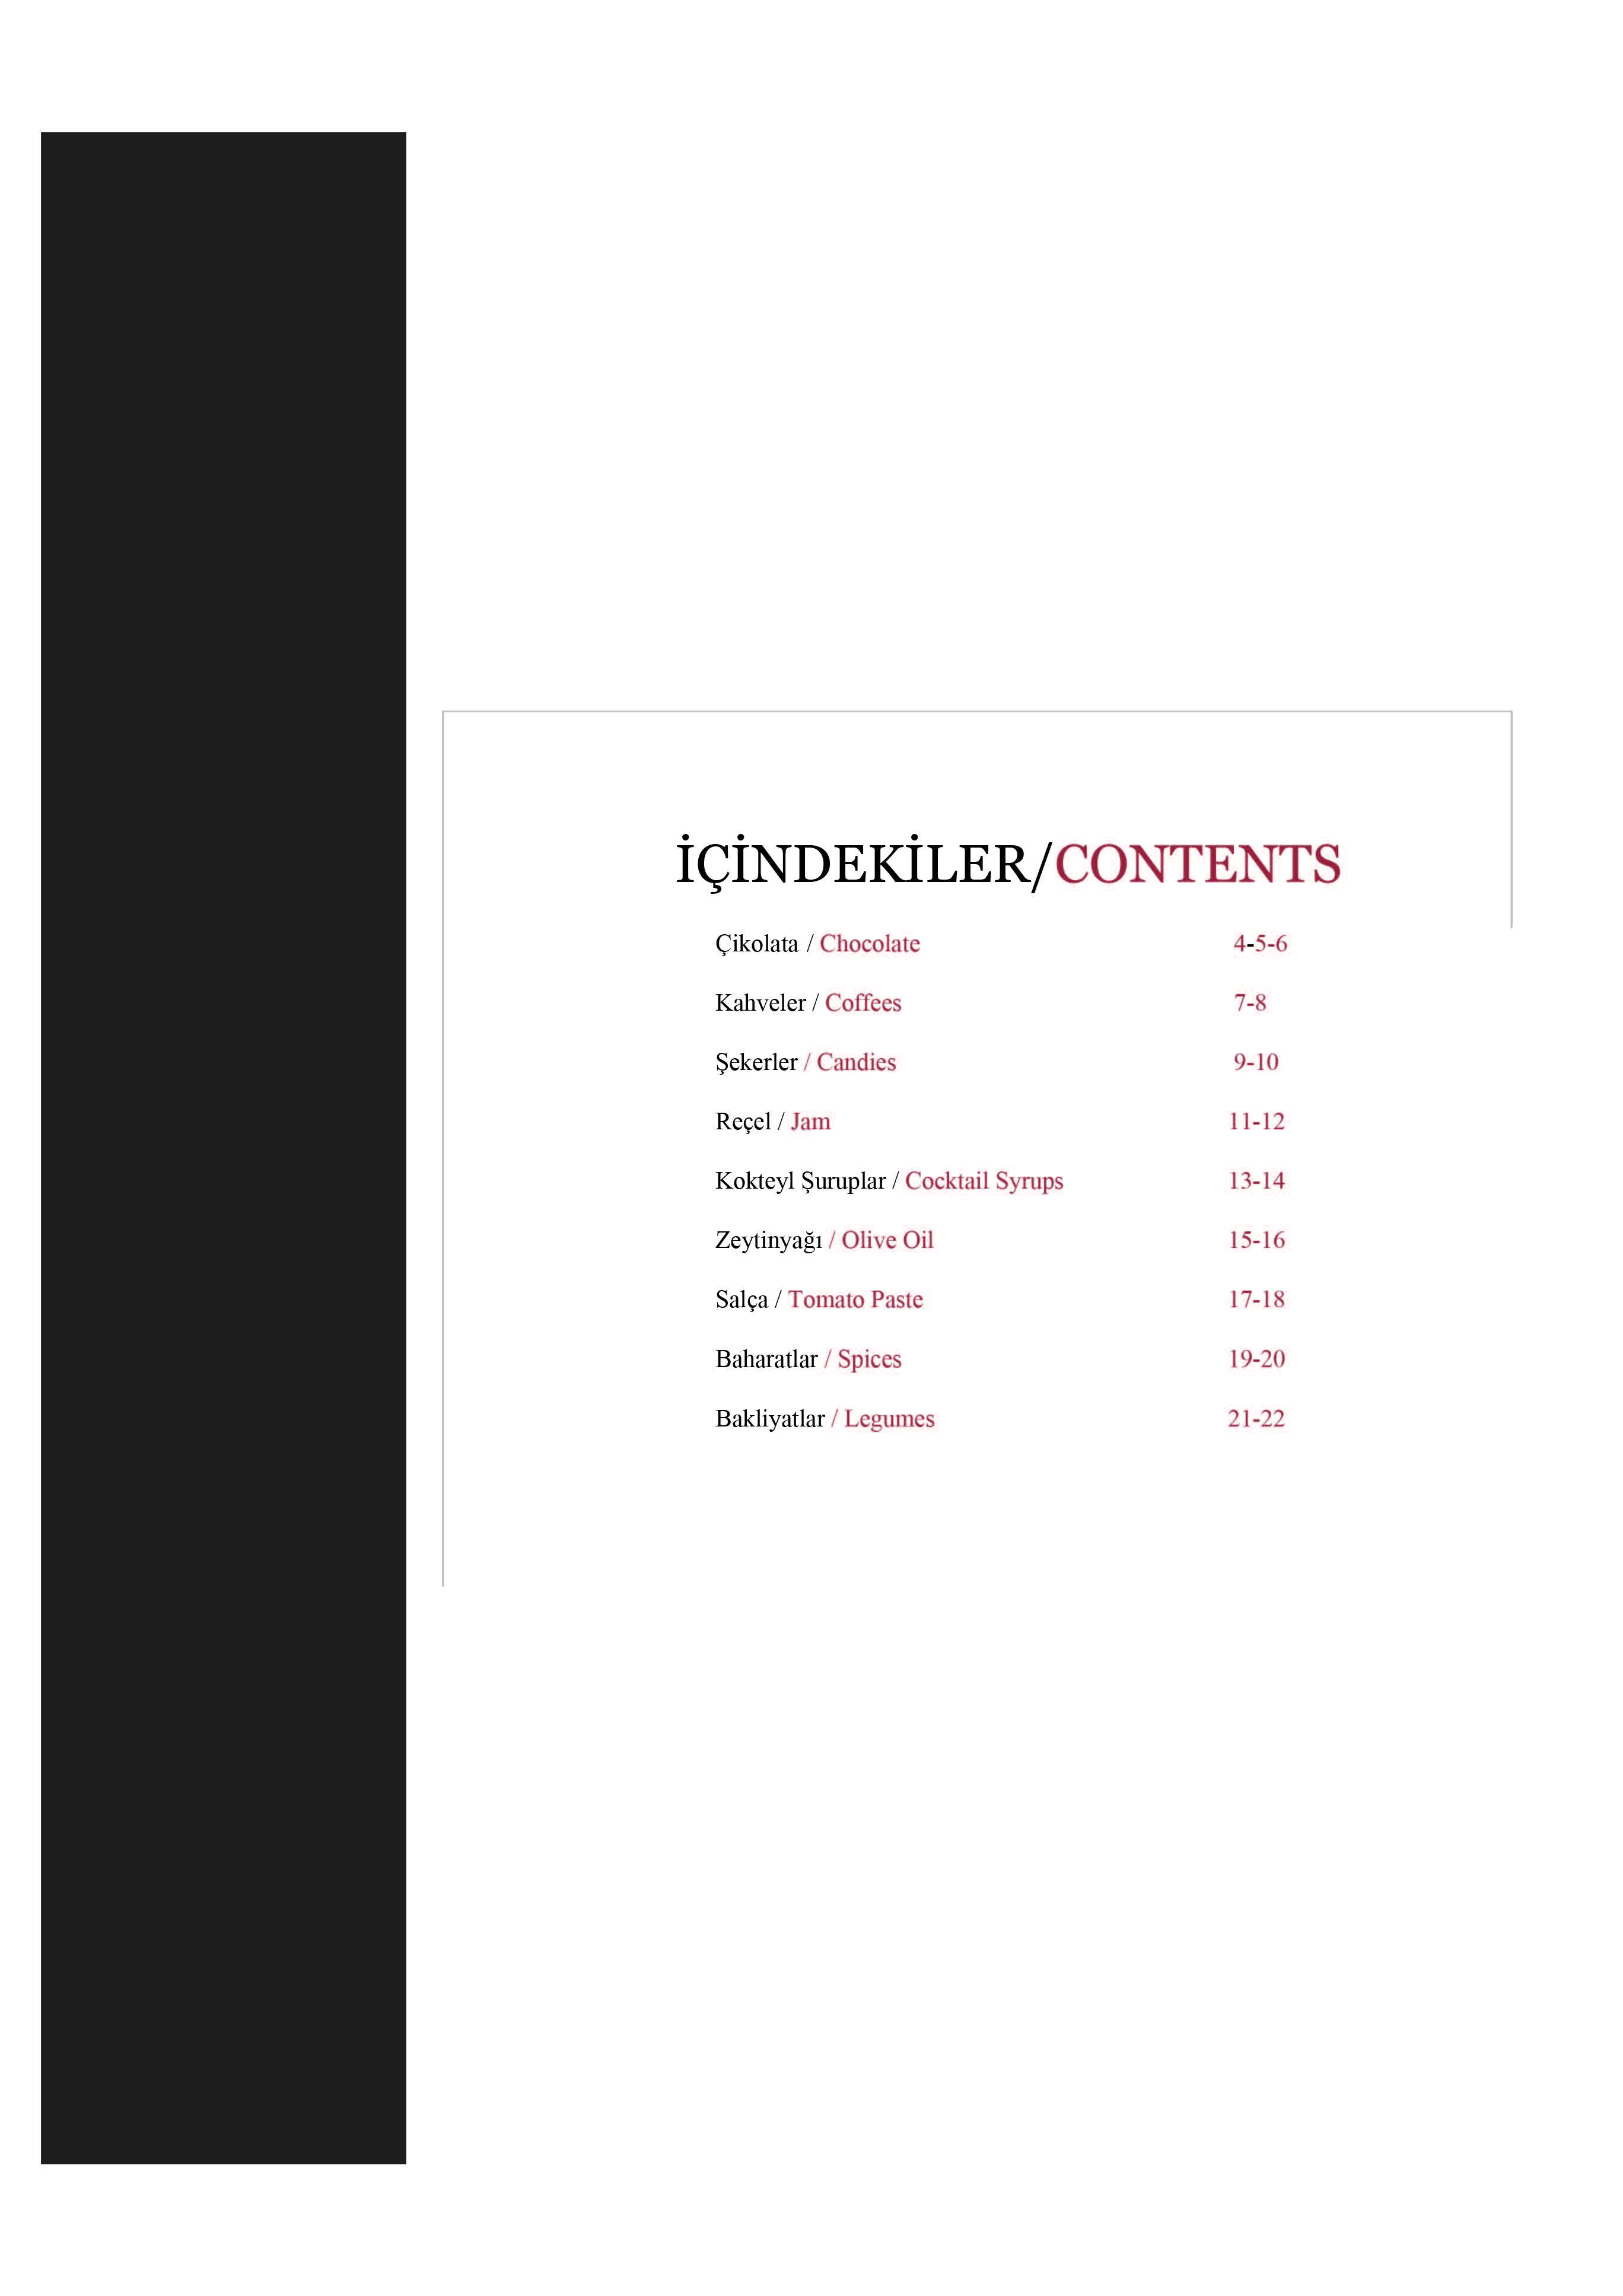 İÇİNDEKİLER/CONTENTS
Çikolata / Chocolate 4-5-6
Kahveler / Coffees 7-8
Şekerler / Candies 9-10
Reçel / Jam 11-12
Kokteyl Şuruplar / Cocktail Syrups 13-14
Zeytinyağı / Olive Oil 15-16
Salça / Tomato Paste 17-18
Baharatlar / Spices 19-20
Bakliyatlar / Legumes 21-22